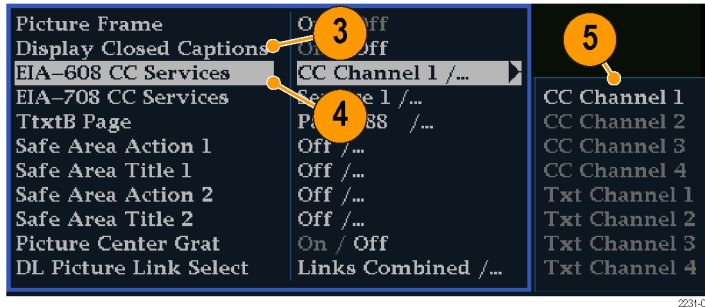 Picture Frame
Display Closed Captions Off
EIA-608 CC Services CC Channel 1 /...
EIA-708 CC Services 1 /...
TtxtB Page 88 /...
Safe Area Action 1 Off /...
Safe Area Title 1 Off /...
Safe Area Action 2 Off /...
Safe Area Title 2 Off /...
Picture Center Grat On / Off
DL Picture Link Select Links Combined /...
3
4
5
CC Channel 1
CC Channel 2
CC Channel 3
CC Channel 4
Txt Channel 1
Txt Channel 2
Txt Channel 3
Txt Channel 4